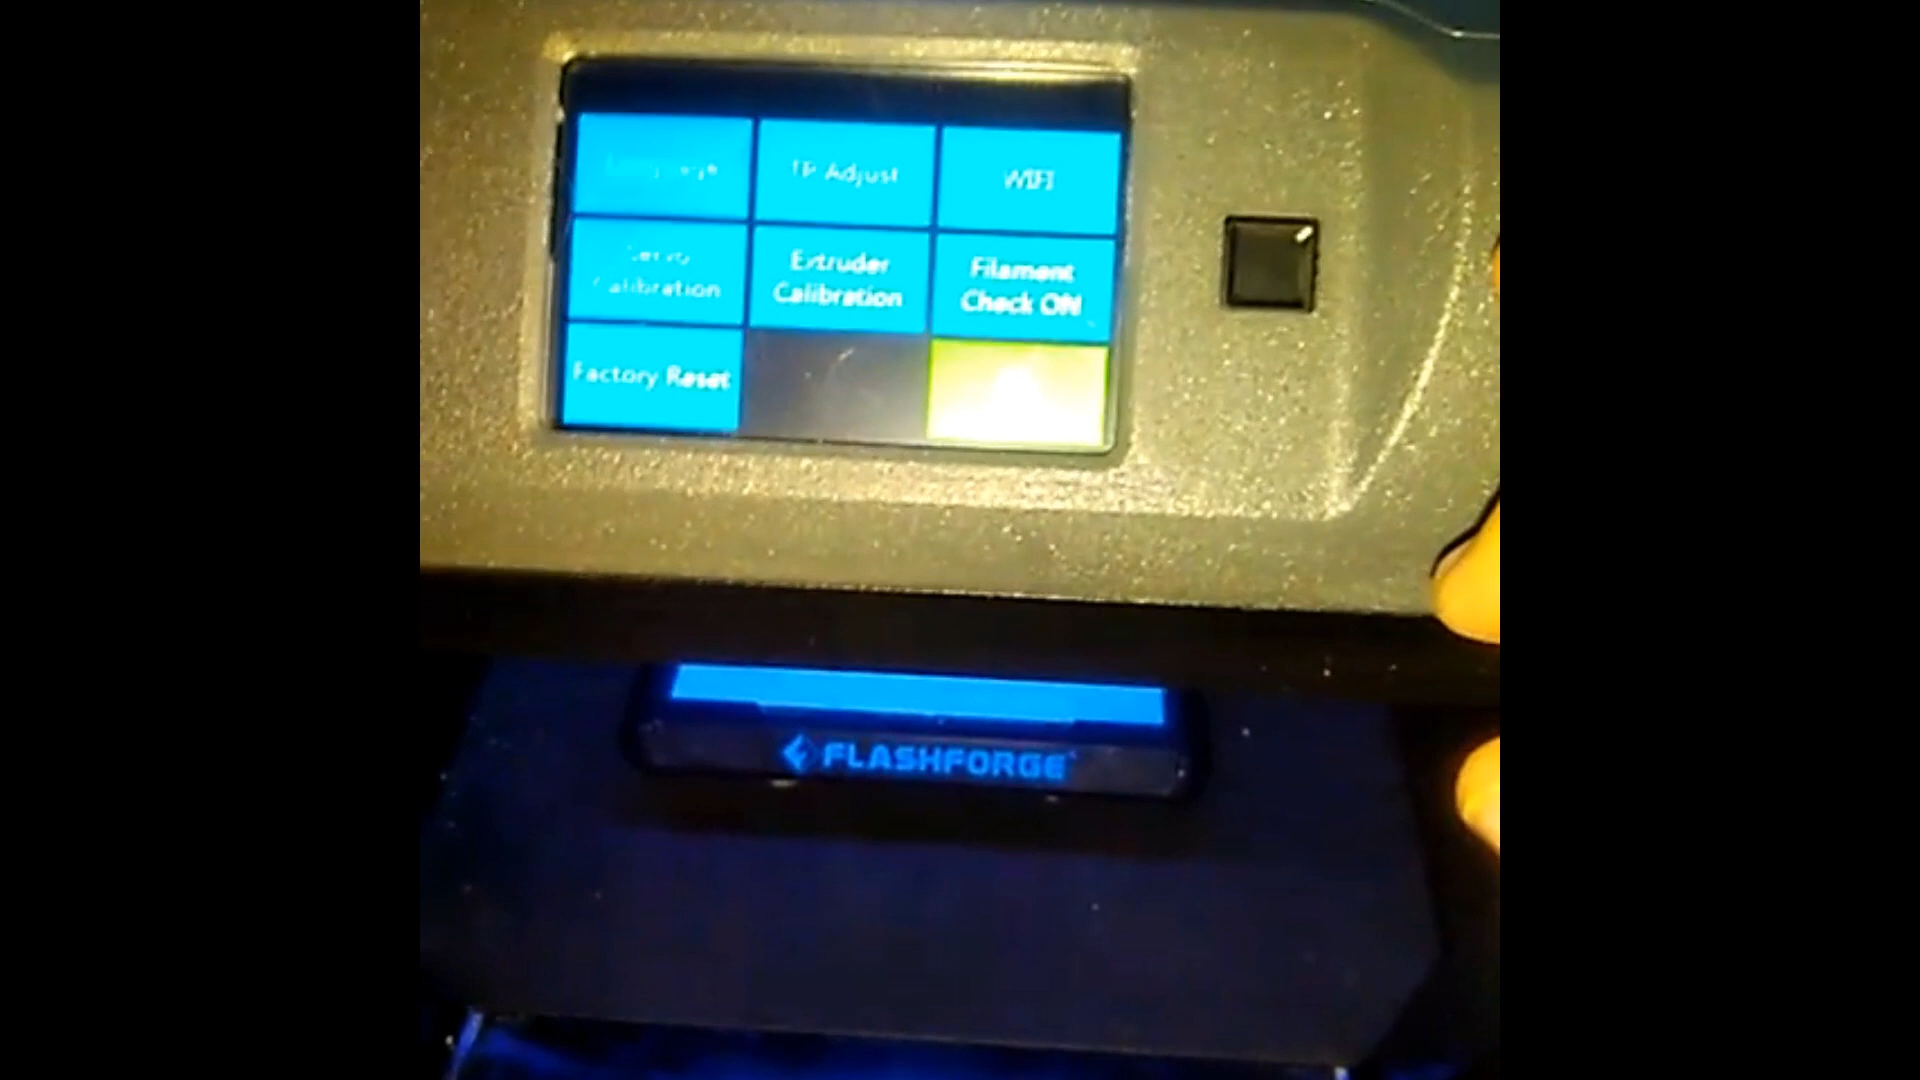 TP Adjust
WIFI
Calibration
Extruder
Calibration
Filament
Check ON
Factory Reset
FLASHFORGE